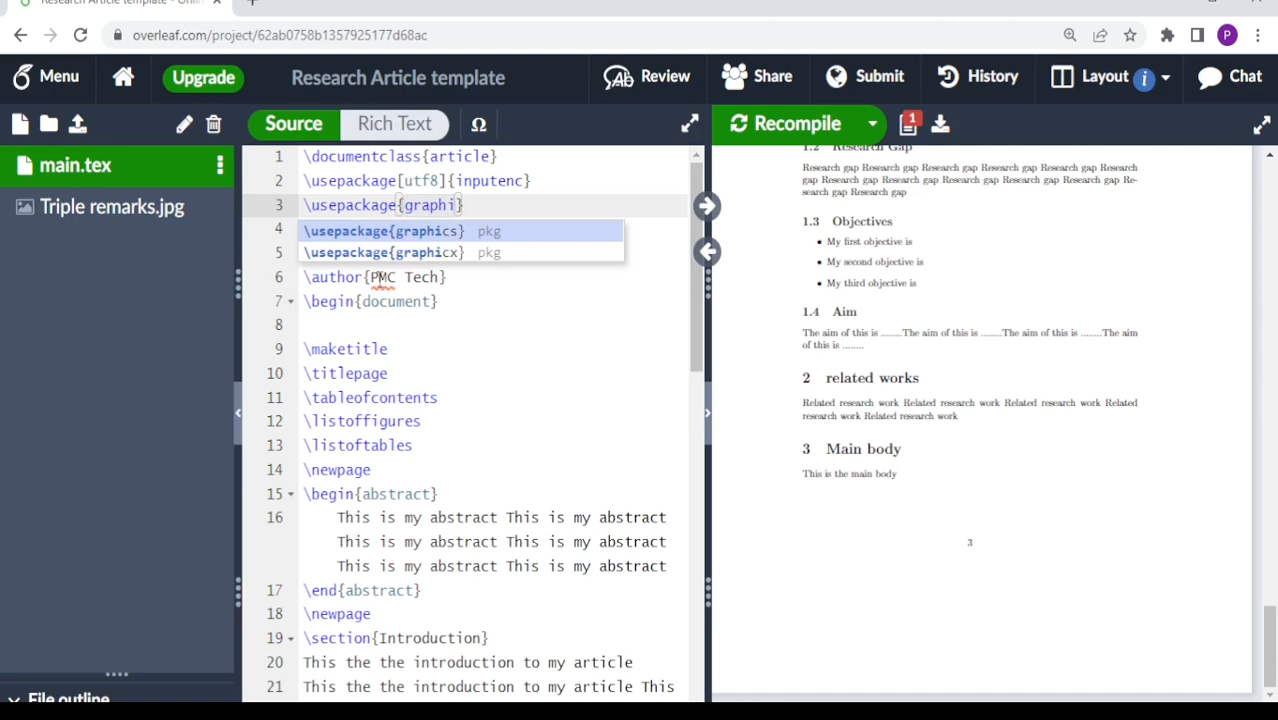 Research Article template - Onlin
overleaf.com/project/62ab0758b1357925177d68ac
P
Menu
Upgrade
Research Article template
Review
Share
Submit
History
Layout
i
Chat
Source
Rich Text
Ω
Recompile
1
main.tex
Triple remarks.jpg
File outline
1 \documentclass{article}
2 \usepackage[utf8]{inputenc}
3 \usepackage{graphi}
4 \usepackage{graphics} pkg
5 \usepackage{graphicx} pkg
6 \author{PMC Tech}
7 \begin{document}
8
9 \maketitle
10 \titlepage
11 \tableofcontents
12 \listoffigures
13 \listoftables
14 \newpage
15 \begin{abstract}
16 This is my abstract This is my abstract
This is my abstract This is my abstract
This is my abstract This is my abstract
17 \end{abstract}
18 \newpage
19 \section{Introduction}
20 This the the introduction to my article
21 This the the introduction to my article This
1.2 Research Gap
Research gap Research gap Research gap Research gap Research gap Research
gap Research gap Research gap Research gap Research gap Research gap Re-
search gap Research gap
1.3 Objectives
• My first objective is
• My second objective is
• My third objective is
1.4 Aim
The aim of this is ........The aim of this is ........The aim of this is ........The aim
of this is ........
2 related works
Related research work Related research work Related research work Related
research work Related research work
3 Main body
This is the main body
3